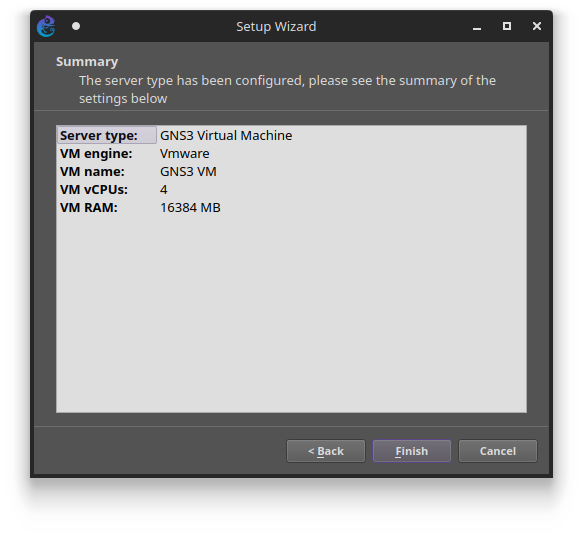 Setup Wizard
Summary
The server type has been configured, please see the summary of the
settings below
Server type: GNS3 Virtual Machine
VM engine: Vmware
VM name: GNS3 VM
VM vCPUs: 4
VM RAM: 16384 MB
< Back Finish Cancel